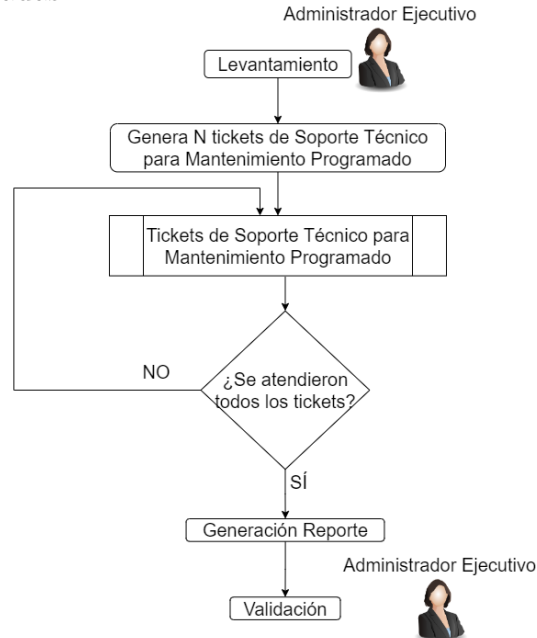 Administrador Ejecutivo
Levantamiento
Genera N tickets de Soporte Técnico
para Mantenimiento Programado
Tickets de Soporte Técnico para
Mantenimiento Programado
NO
¿Se atendieron
todos los tickets?
SÍ
Generación Reporte
Administrador Ejecutivo
Validación